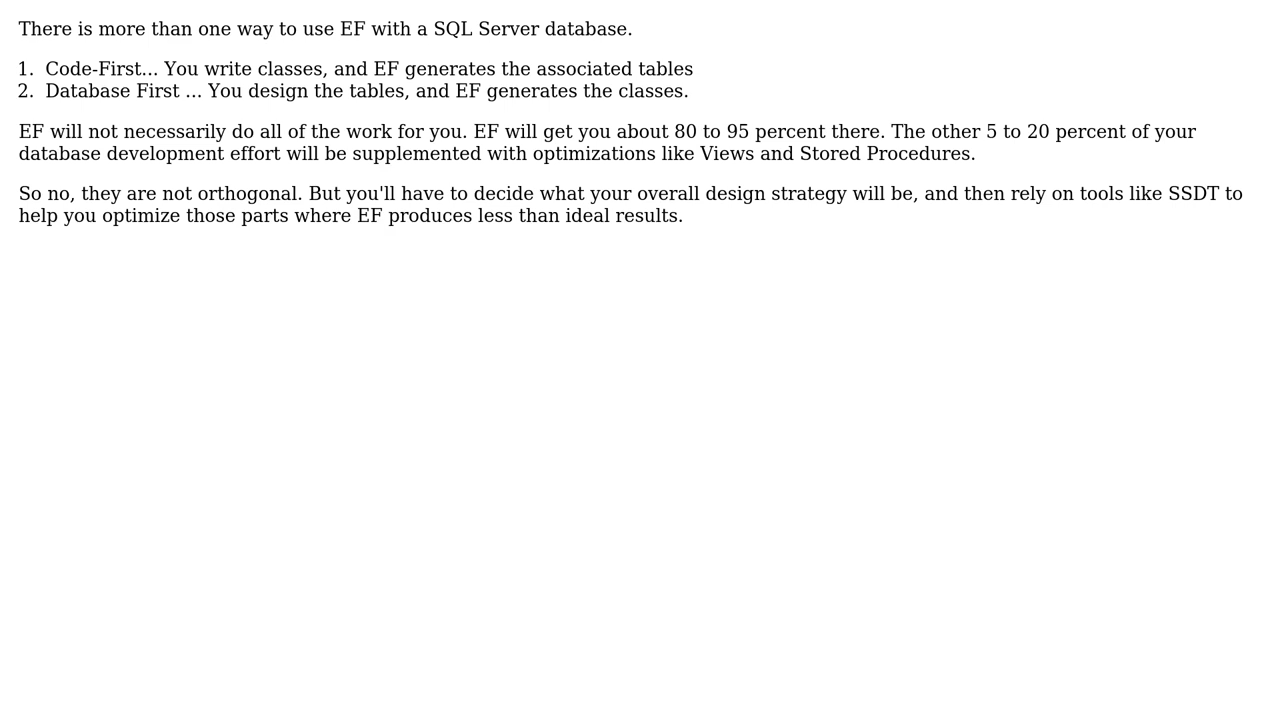 There is more than one way to use EF with a SQL Server database.
1. Code-First... You write classes, and EF generates the associated tables
2. Database First ... You design the tables, and EF generates the classes.
EF will not necessarily do all of the work for you. EF will get you about 80 to 95 percent there. The other 5 to 20 percent of your
database development effort will be supplemented with optimizations like Views and Stored Procedures.
So no, they are not orthogonal. But you'll have to decide what your overall design strategy will be, and then rely on tools like SSDT to
help you optimize those parts where EF produces less than ideal results.